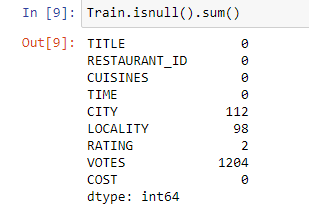 In [9]: Train.isnull().sum()
Out[9]: TITLE 0
RESTAURANT_ID 0
CUISINES 0
TIME 0
CITY 112
LOCALITY 98
RATING 2
VOTES 1204
COST 0
dtype: int64